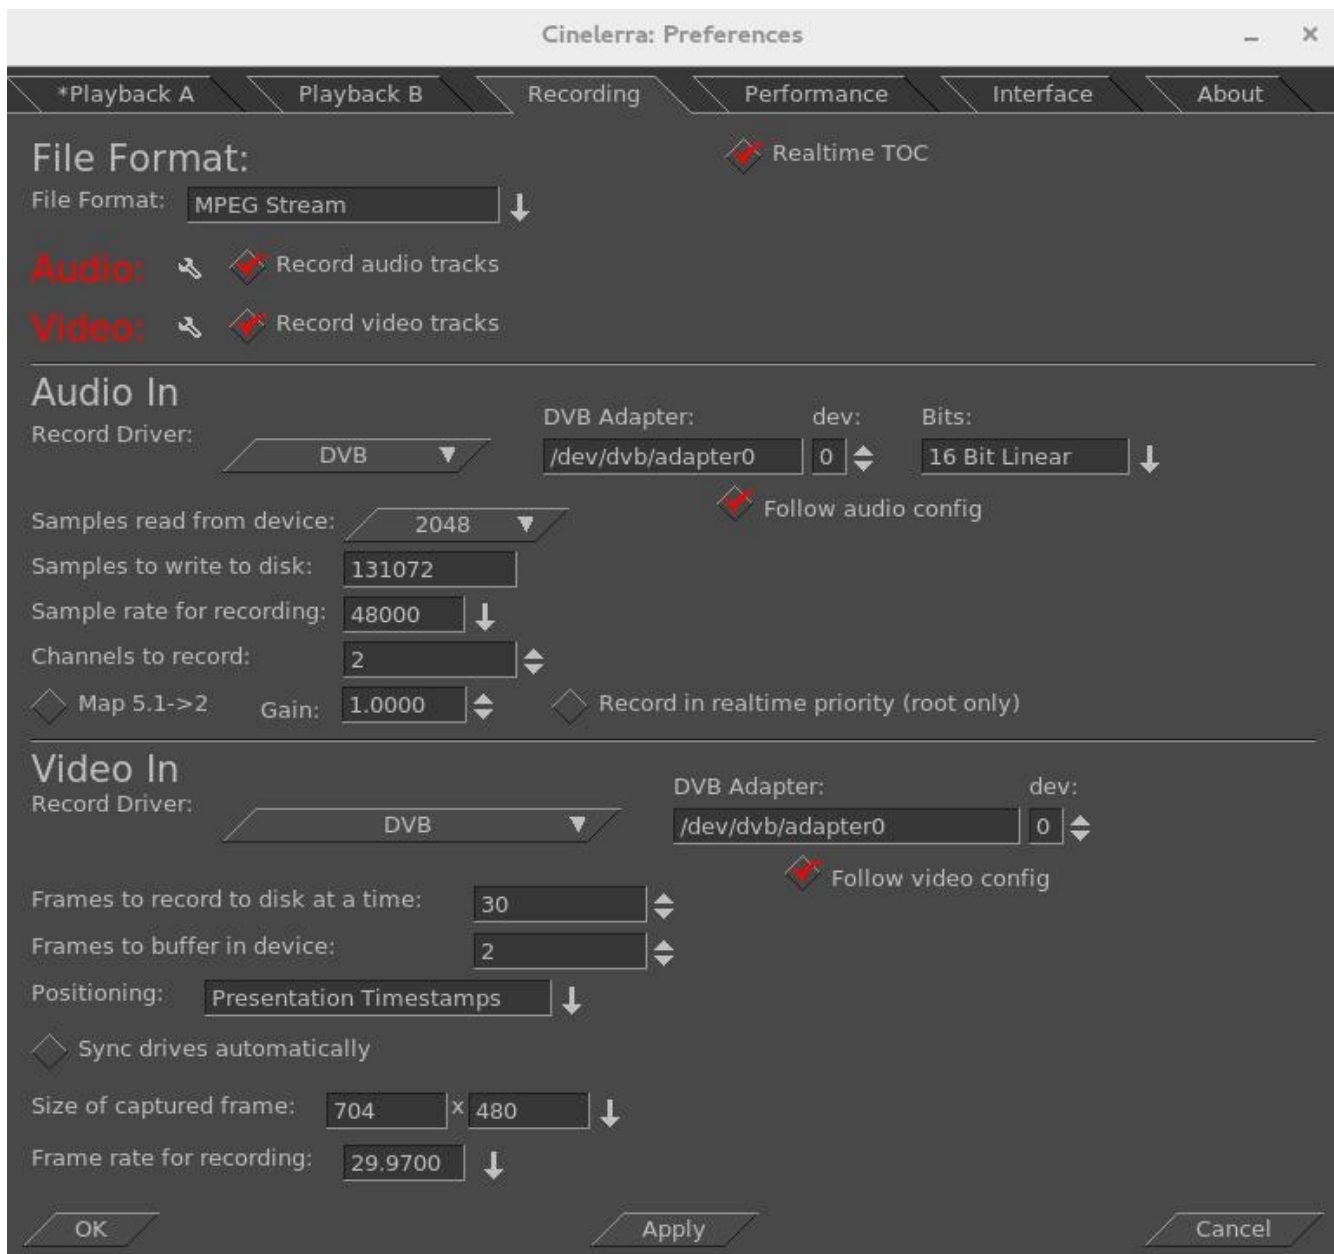 Cinelerra: Preferences
*Playback A Playback B Recording Performance Interface About
File Format: Realtime TOC
File Format: MPEG Stream
Audio: Record audio tracks
Video: Record video tracks
Audio In
DVB Adapter: dev: Bits:
Record Driver: DVB /dev/dvb/adapter0 0 16 Bit Linear
Follow audio config
Samples read from device: 2048
Samples to write to disk: 131072
Sample rate for recording: 48000
Channels to record: 2
Map 5.1->2 Gain: 1.0000 Record in realtime priority (root only)
Video In
DVB Adapter: dev:
Record Driver: DVB /dev/dvb/adapter0 0
Follow video config
Frames to record to disk at a time: 30
Frames to buffer in device: 2
Positioning: Presentation Timestamps
Sync drives automatically
Size of captured frame: 704 x 480
Frame rate for recording: 29.9700
OK Apply Cancel